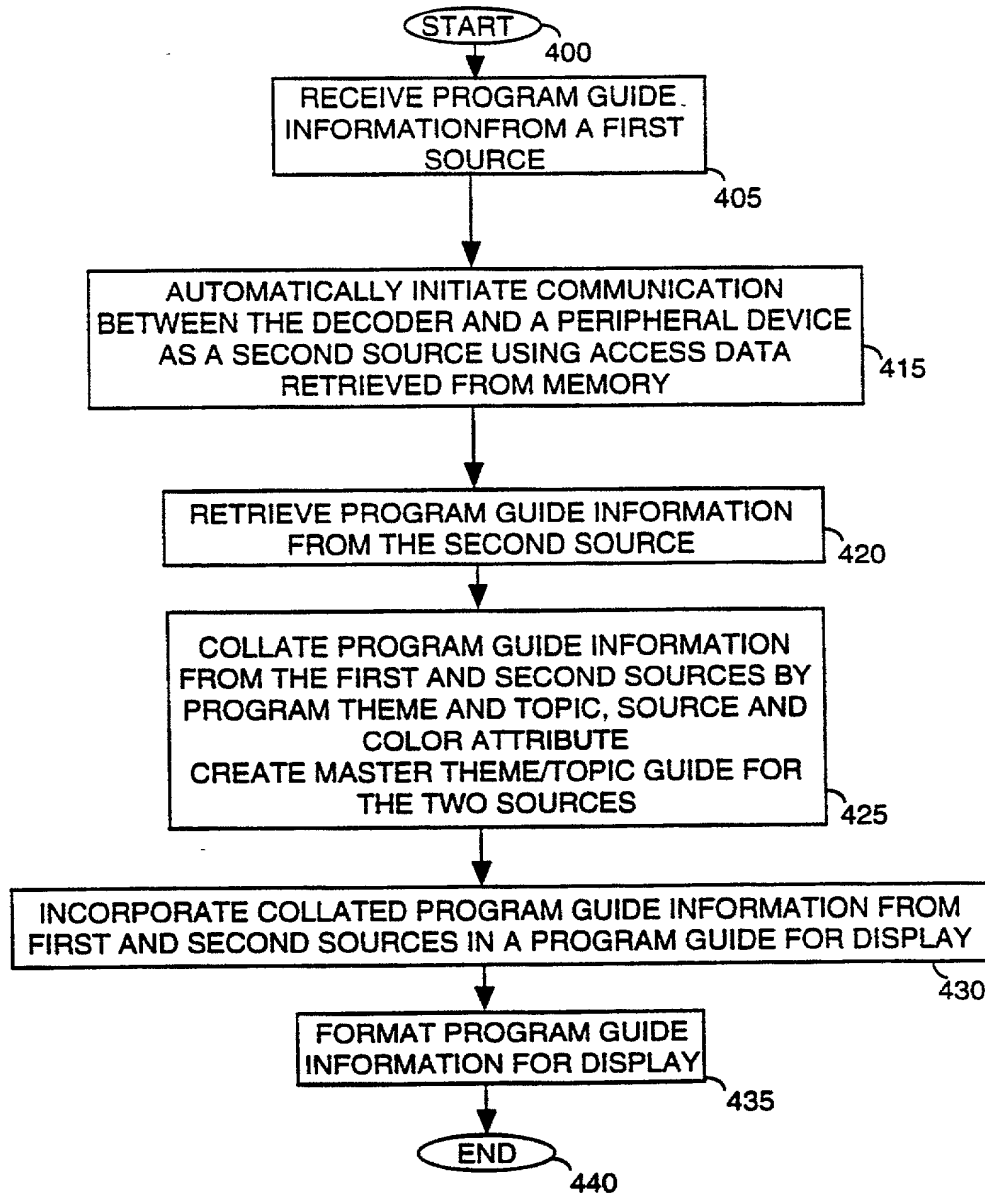 START
400
RECEIVE PROGRAM GUIDE
INFORMATIONFROM A FIRST
SOURCE
405
AUTOMATICALLY INITIATE COMMUNICATION
BETWEEN THE DECODER AND A PERIPHERAL DEVICE
AS A SECOND SOURCE USING ACCESS DATA
RETRIEVED FROM MEMORY
415
RETRIEVE PROGRAM GUIDE INFORMATION
FROM THE SECOND SOURCE
420
COLLATE PROGRAM GUIDE INFORMATION
FROM THE FIRST AND SECOND SOURCES BY
PROGRAM THEME AND TOPIC, SOURCE AND
COLOR ATTRIBUTE
CREATE MASTER THEME/TOPIC GUIDE FOR
THE TWO SOURCES
425
INCORPORATE COLLATED PROGRAM GUIDE INFORMATION FROM
FIRST AND SECOND SOURCES IN A PROGRAM GUIDE FOR DISPLAY
430
FORMAT PROGRAM GUIDE
INFORMATION FOR DISPLAY
435
END
440